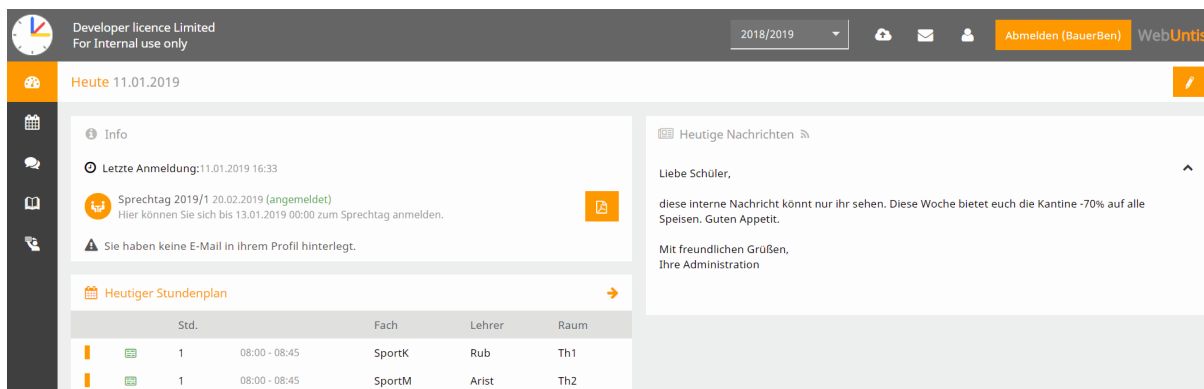 Developer licence Limited
For Internal use only
2018/2019
Abmelden (BauerBen)
WebUntis
Heute 11.01.2019
Info
Letzte Anmeldung:11.01.2019 16:33
Sprechtag 2019/1 20.02.2019 (angemeldet)
Hier können Sie sich bis 13.01.2019 00:00 zum Sprechtag anmelden.
Sie haben keine E-Mail in ihrem Profil hinterlegt.
Heutiger Stundenplan
Std. Fach Lehrer Raum
1 08:00 - 08:45 SportK Rub Th1
1 08:00 - 08:45 SportM Arist Th2
Heutige Nachrichten
Liebe Schüler,
diese interne Nachricht könnt nur ihr sehen. Diese Woche bietet euch die Kantine -70% auf alle
Speisen. Guten Appetit.
Mit freundlichen Grüßen,
Ihre Administration